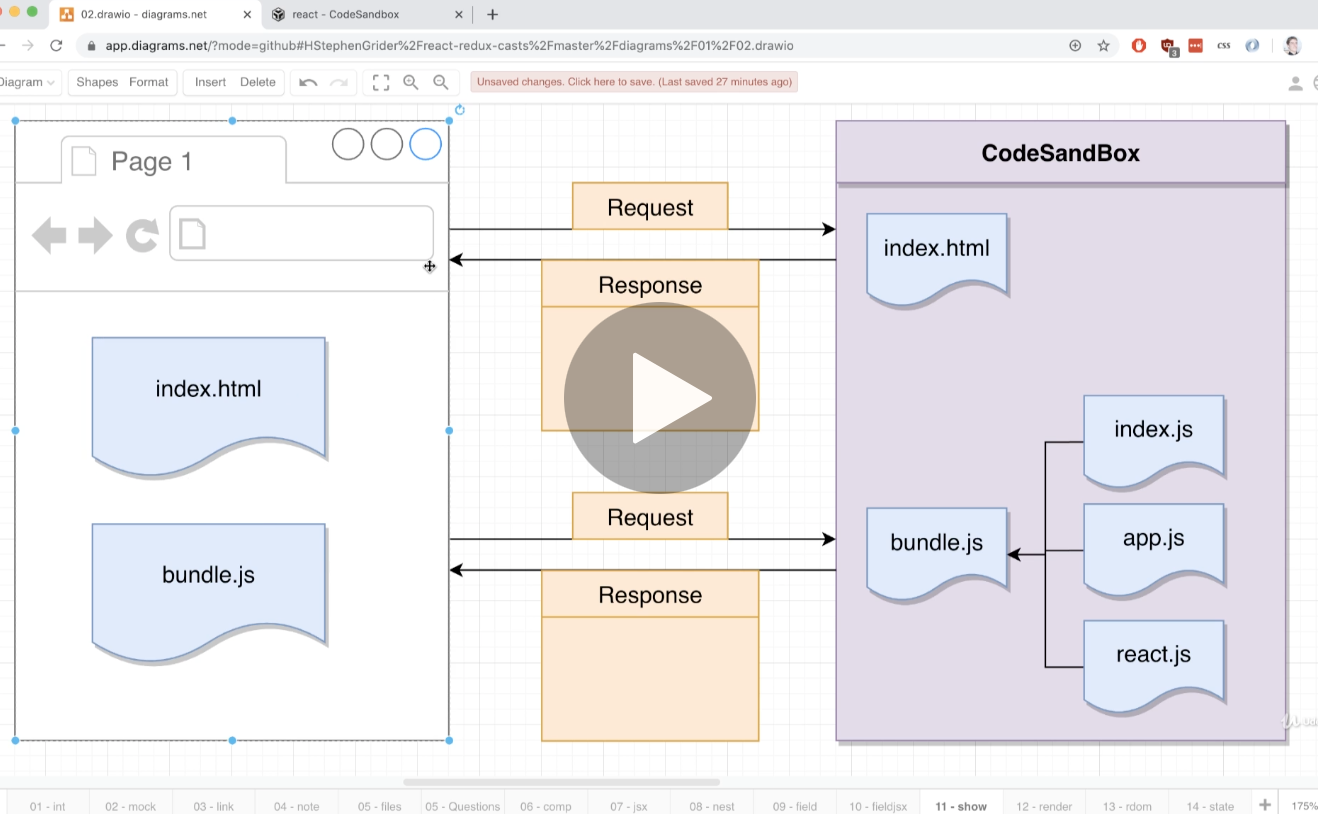 02.drawio - diagrams.net
react - CodeSandbox
app.diagrams.net/?mode=github#HStephenGrider%2Freact-redux-casts%2Fmaster%2Fdiagrams%2F01%2F02.drawio
3
css
Diagram
Shapes
Format
Insert
Delete
Unsaved changes. Click here to save. (Last saved 27 minutes ago)
Page 1
index.html
bundle.js
Request
Response
Request
Response
CodeSandBox
index.html
bundle.js
index.js
app.js
react.js
01 - int
02 - mock
03 - link
04 - note
05 - files
05 - Questions
06 - comp
07 - jsx
08 - nest
09 - field
10 - fieldjsx
11 - show
12 - render
13 - rdom
14 - state
175%